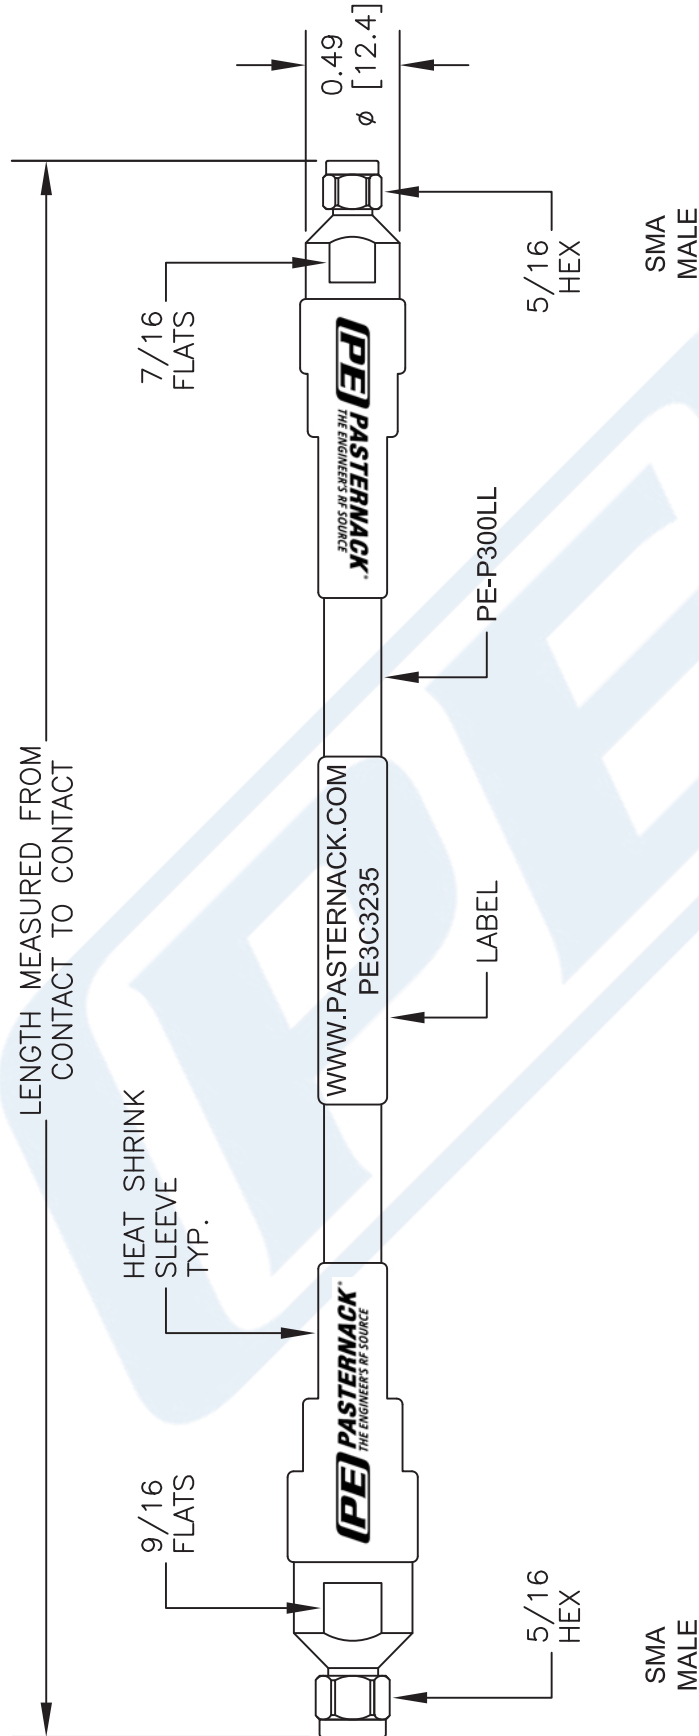 LENGTH MEASURED FROM
CONTACT TO CONTACT
9/16
FLATS
HEAT SHRINK
SLEEVE
TYP.
7/16
FLATS
0.49
ø [12.4]
PE PASTERNACK®
THE ENGINEER'S RF SOURCE
WWW.PASTERNACK.COM
PE3C3235
PE PASTERNACK®
THE ENGINEER'S RF SOURCE
5/16
HEX
LABEL
PE-P300LL
5/16
HEX
SMA
MALE
SMA
MALE
PE